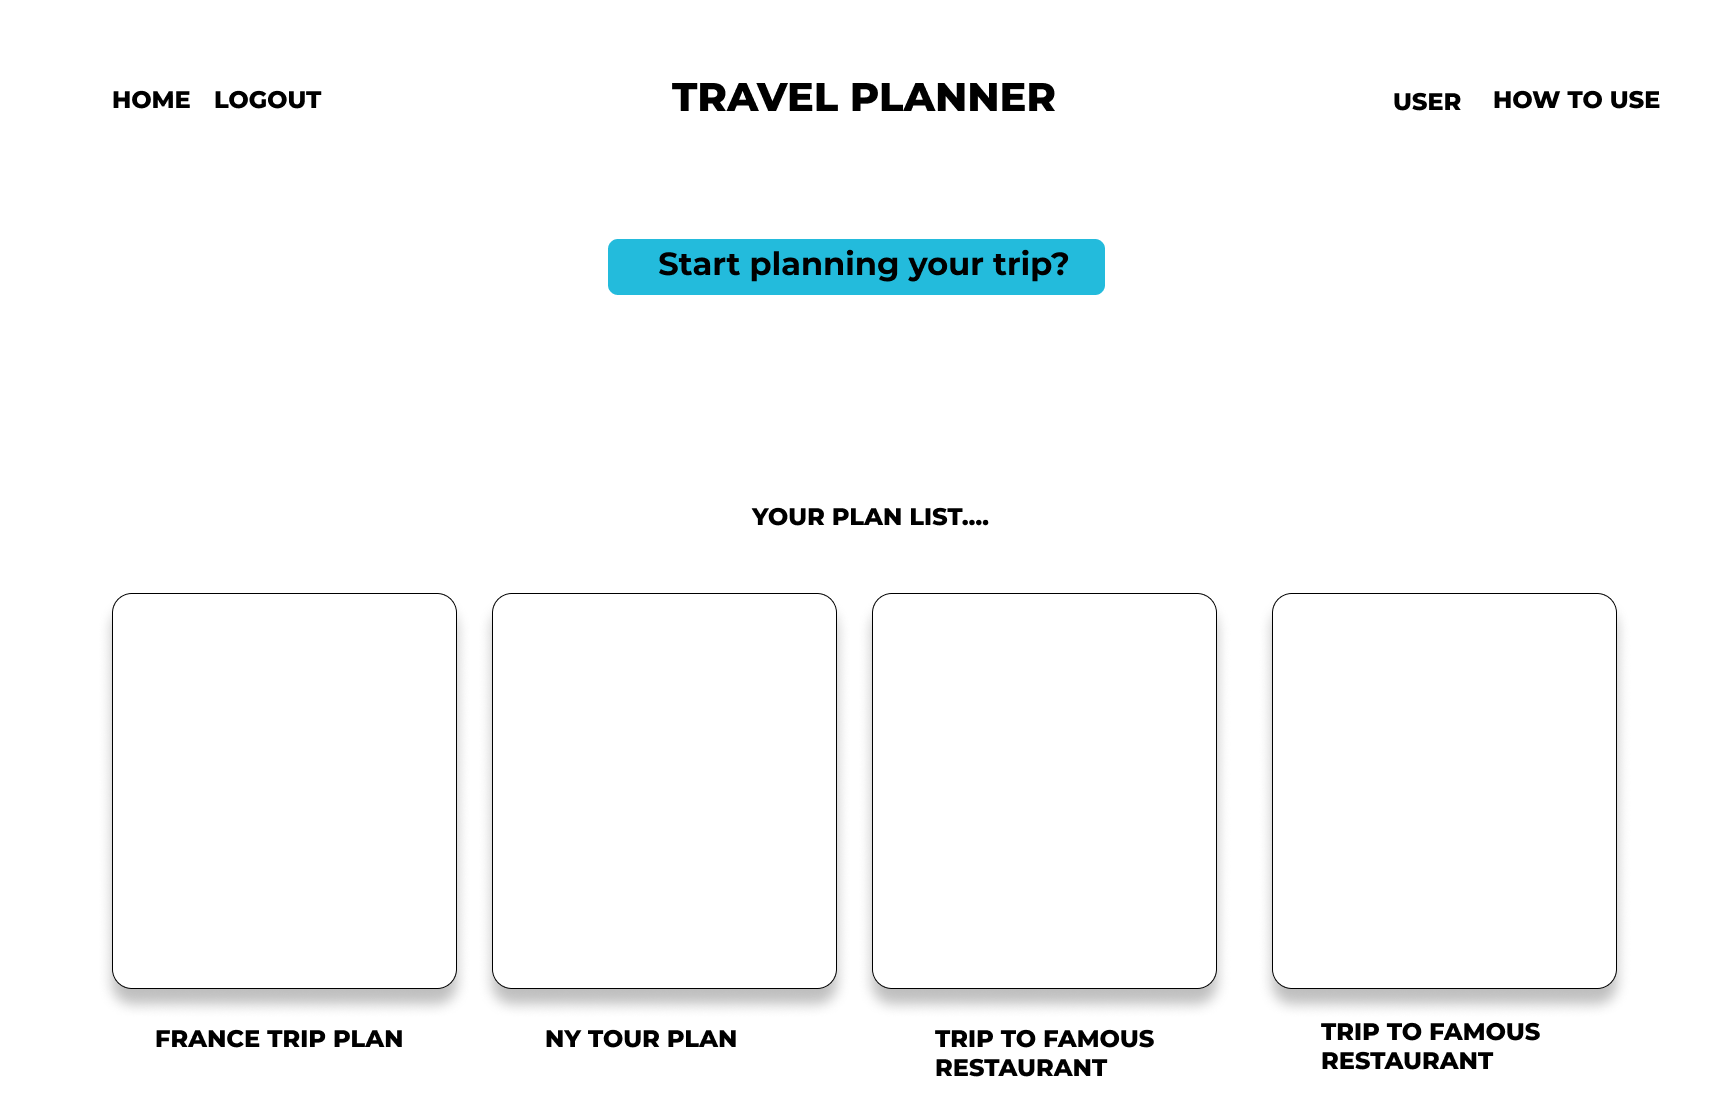 HOME LOGOUT TRAVEL PLANNER USER HOW TO USE
Start planning your trip?
YOUR PLAN LIST....
FRANCE TRIP PLAN
NY TOUR PLAN
TRIP TO FAMOUS
RESTAURANT
TRIP TO FAMOUS
RESTAURANT